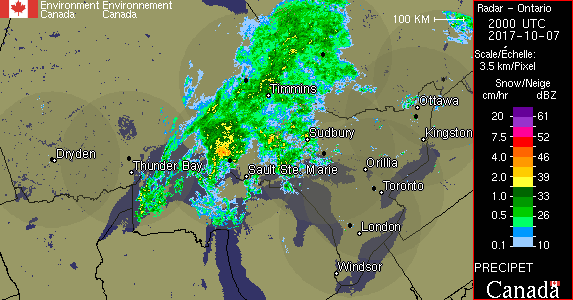 Environment Environnement
Canada Canada
100 KM
Timmins
Ottawa
Sudbury
Kingston
Dryden
Thunder Bay
Sault Ste. Marie
Orillia
Toronto
London
Windsor
Radar - Ontario
2000 UTC
2017-10-07
Scale/Échelle:
3.5 km/Pixel
Snow/Neige
cm/hr dBZ
20 61
7.5 52
4.0 46
2.0 39
1.0 33
0.5 26
0.1 10
PRECIPET
Canada